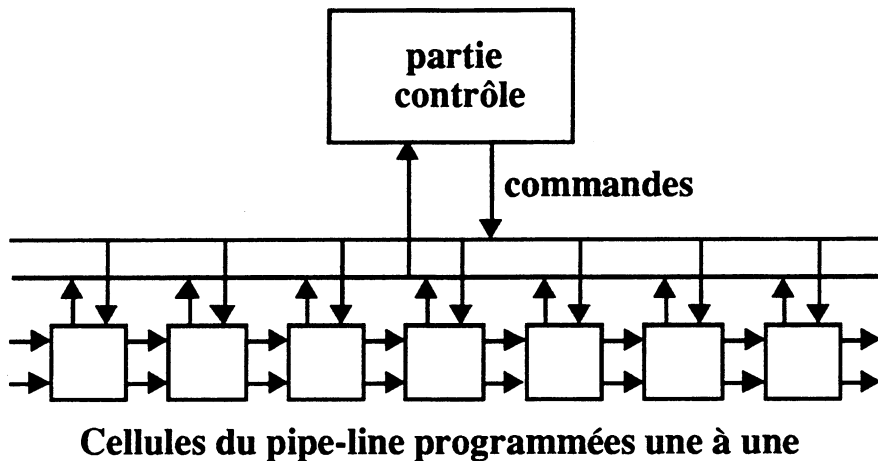 partie
contrôle
commandes
Cellules du pipe-line programmées une à une